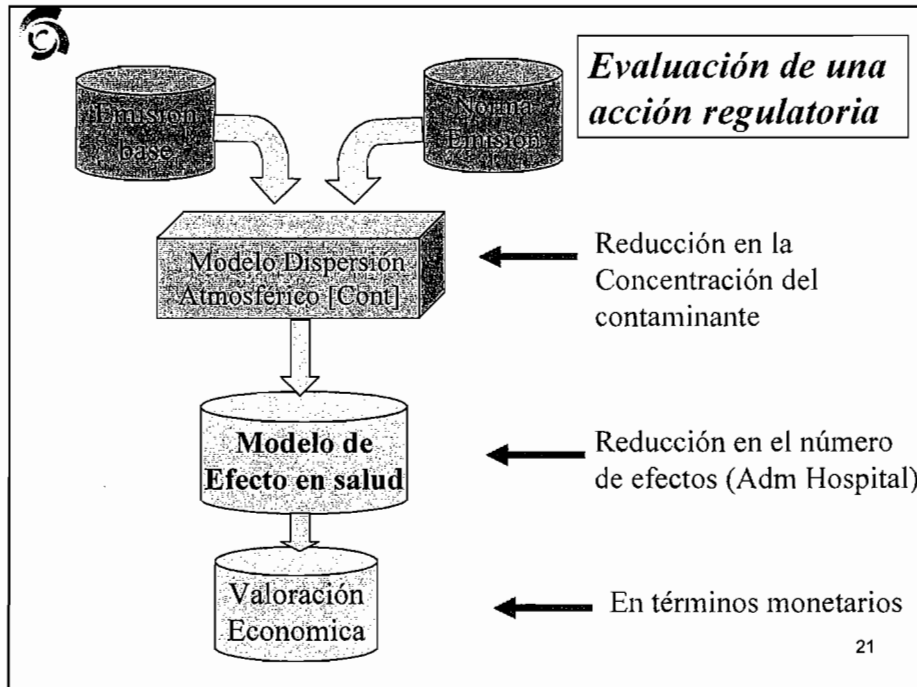 Evaluación de una
acción regulatoria
Emisión
base
Norma
Emisión
Modelo Dispersión
Atmosférico [Cont]
Reducción en la
Concentración del
contaminante
Modelo de
Efecto en salud
Reducción en el número
de efectos (Adm Hospital)
Valoración
Economica
En términos monetarios
21